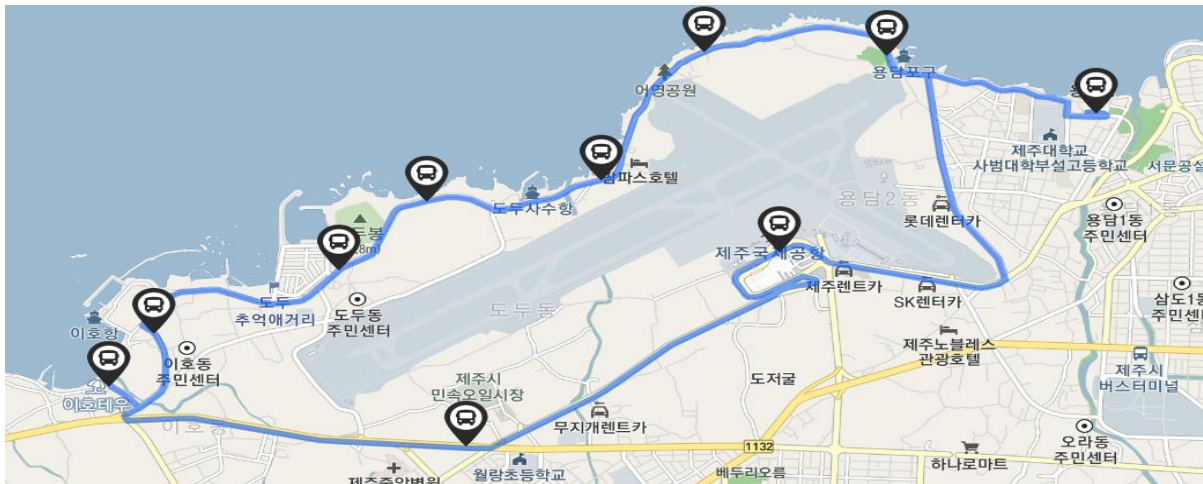 용담포구
어영공원
제주대학교
사범대학부설고등학교
서문공설
도두사수항
용담2동
롯데렌터카
용담1동
주민센터
제주국제공항
제주렌트카
SK렌터카
삼도1동
주민센터
도두
추억애거리
도두동
주민센터
도두동
이호항
이호동
주민센터
제주노블레스
관광호텔
제주시
버스터미널
이호테우
제주시
민속오일시장
도저굴
무지개렌트카
1132
월랑초등학교
베두리오름
하나로마트
오라동
주민센터
제주중앙병원